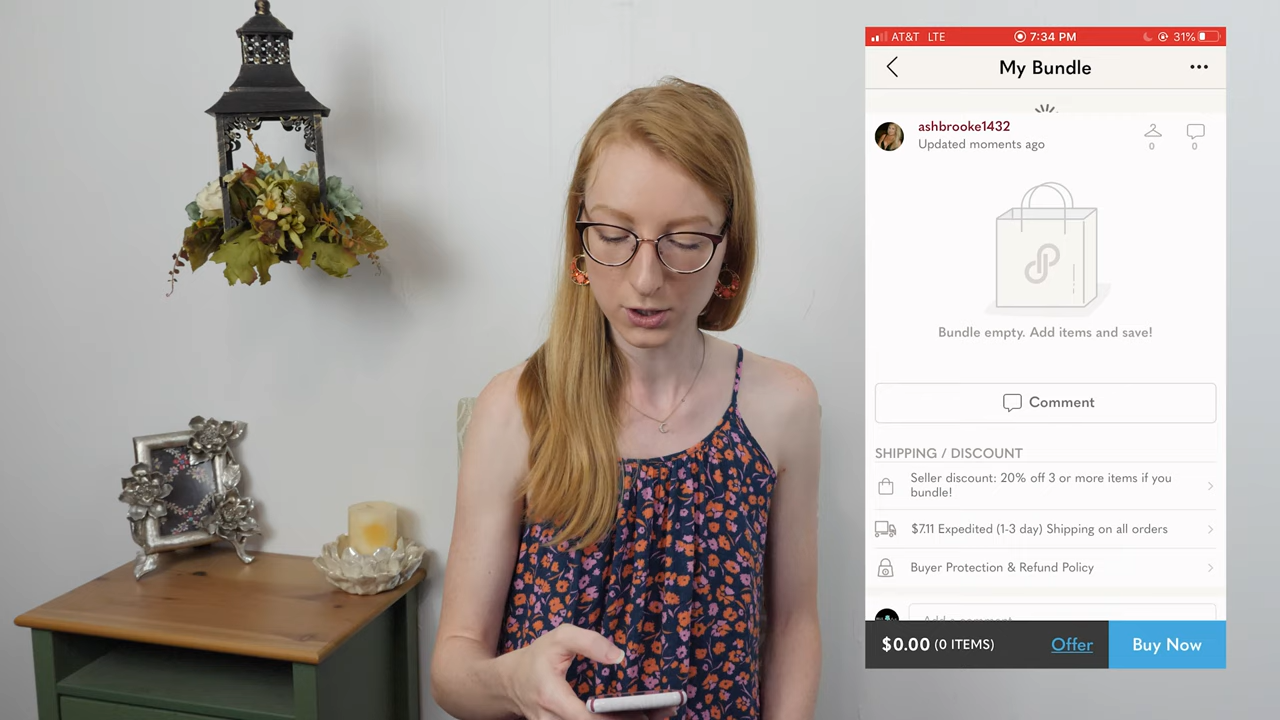 AT&T LTE 7:34 PM 31%
My Bundle
ashbrooke1432
Updated moments ago
0 0
Bundle empty. Add items and save!
Comment
SHIPPING / DISCOUNT
Seller discount: 20% off 3 or more items if you
bundle!
$7.11 Expedited (1-3 day) Shipping on all orders
Buyer Protection & Refund Policy
Add a comment
$0.00 (0 ITEMS) Offer Buy Now